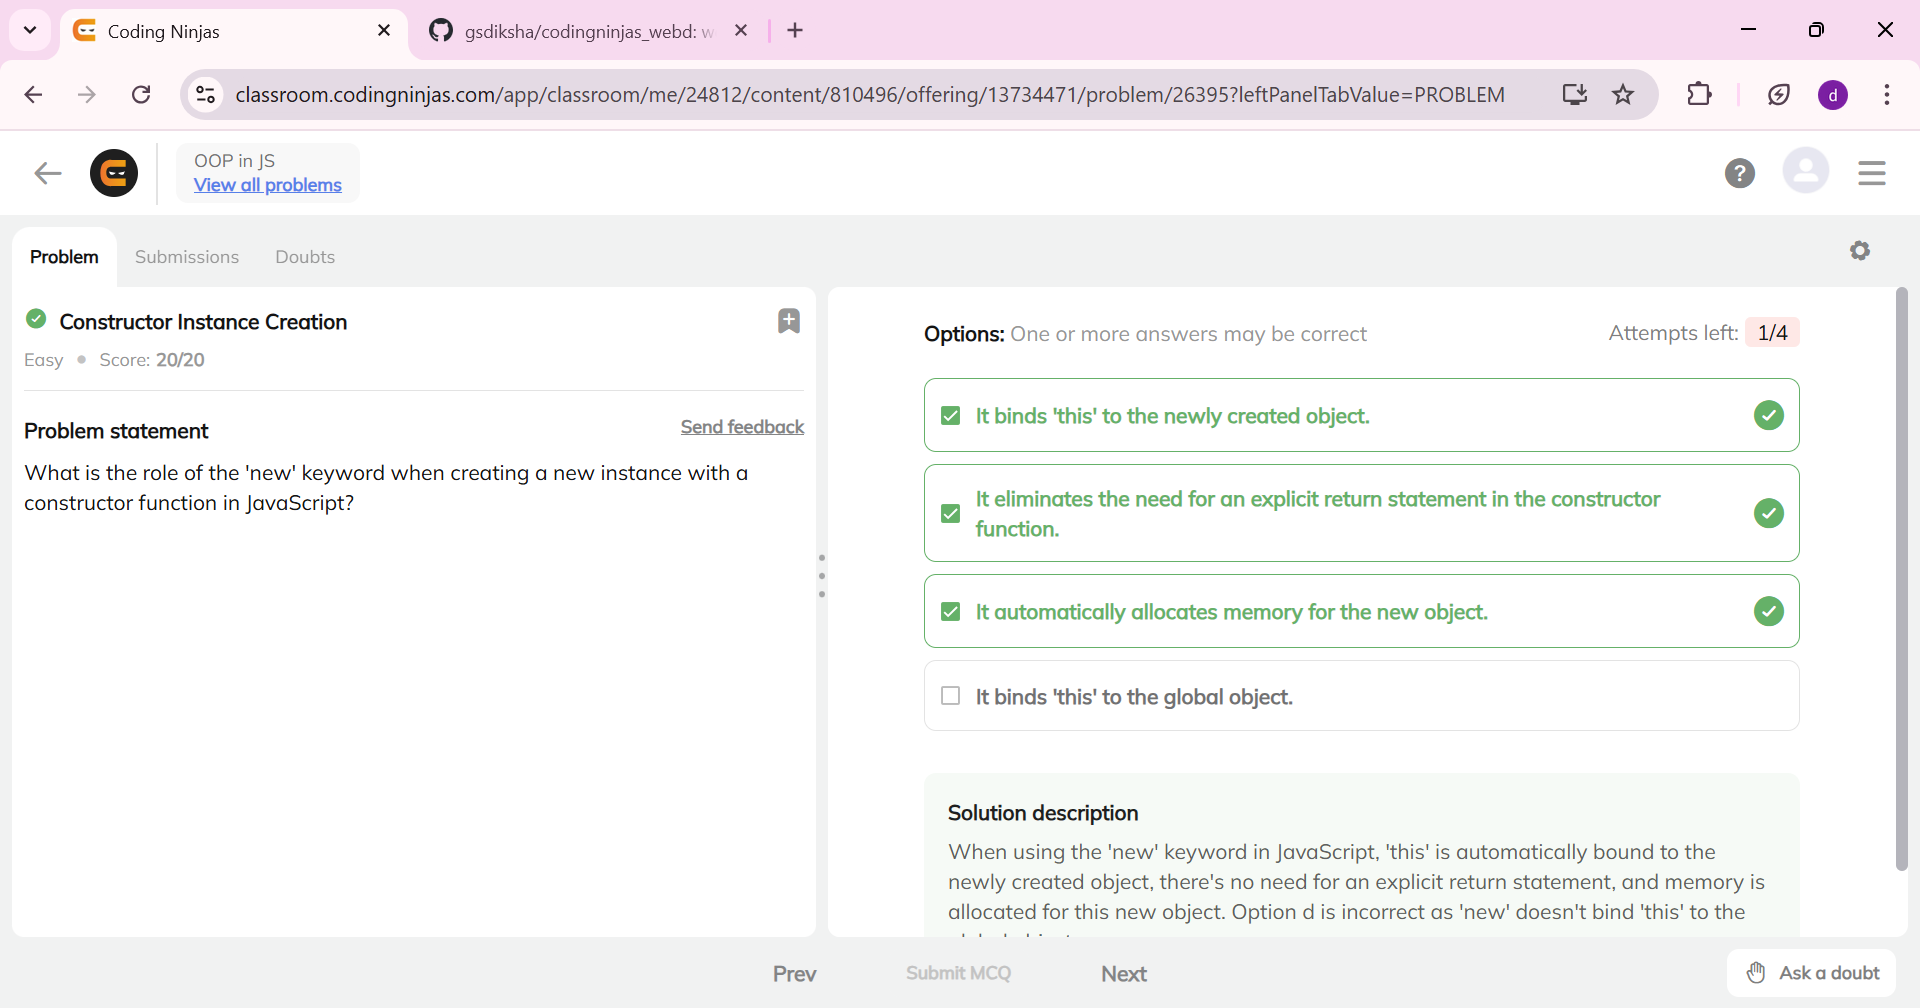 Coding Ninjas
gsdiksha/codingninjas_webd: w
classroom.codingninjas.com/app/classroom/me/24812/content/810496/offering/13734471/problem/26395?leftPanelTabValue=PROBLEM
d
OOP in JS
View all problems
?
Problem
Submissions
Doubts
Constructor Instance Creation
Easy • Score: 20/20
Problem statement
Send feedback
What is the role of the 'new' keyword when creating a new instance with a
constructor function in JavaScript?
Options: One or more answers may be correct
Attempts left: 1/4
It binds 'this' to the newly created object.
It eliminates the need for an explicit return statement in the constructor
function.
It automatically allocates memory for the new object.
It binds 'this' to the global object.
Solution description
When using the 'new' keyword in JavaScript, 'this' is automatically bound to the
newly created object, there's no need for an explicit return statement, and memory is
allocated for this new object. Option d is incorrect as 'new' doesn't bind 'this' to the
Prev
Submit MCQ
Next
Ask a doubt